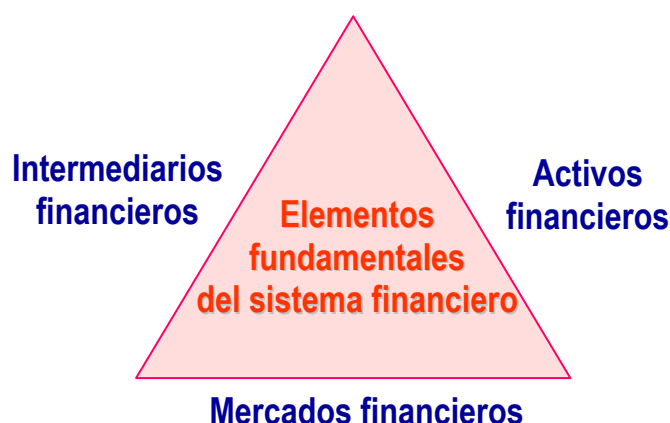 Intermediarios
financieros
Activos
financieros
Elementos
fundamentales
del sistema financiero
Mercados financieros